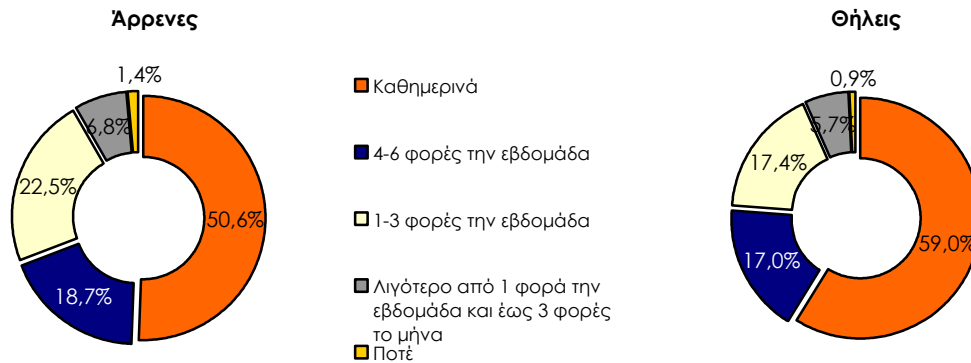 Άρρενες
1,4%
6,8%
22,5%
50,6%
18,7%
Καθημερινά
4-6 φορές την εβδομάδα
1-3 φορές την εβδομάδα
Λιγότερο από 1 φορά την
εβδομάδα και έως 3 φορές
το μήνα
Ποτέ
Θήλεις
0,9%
5,7%
17,4%
59,0%
17,0%